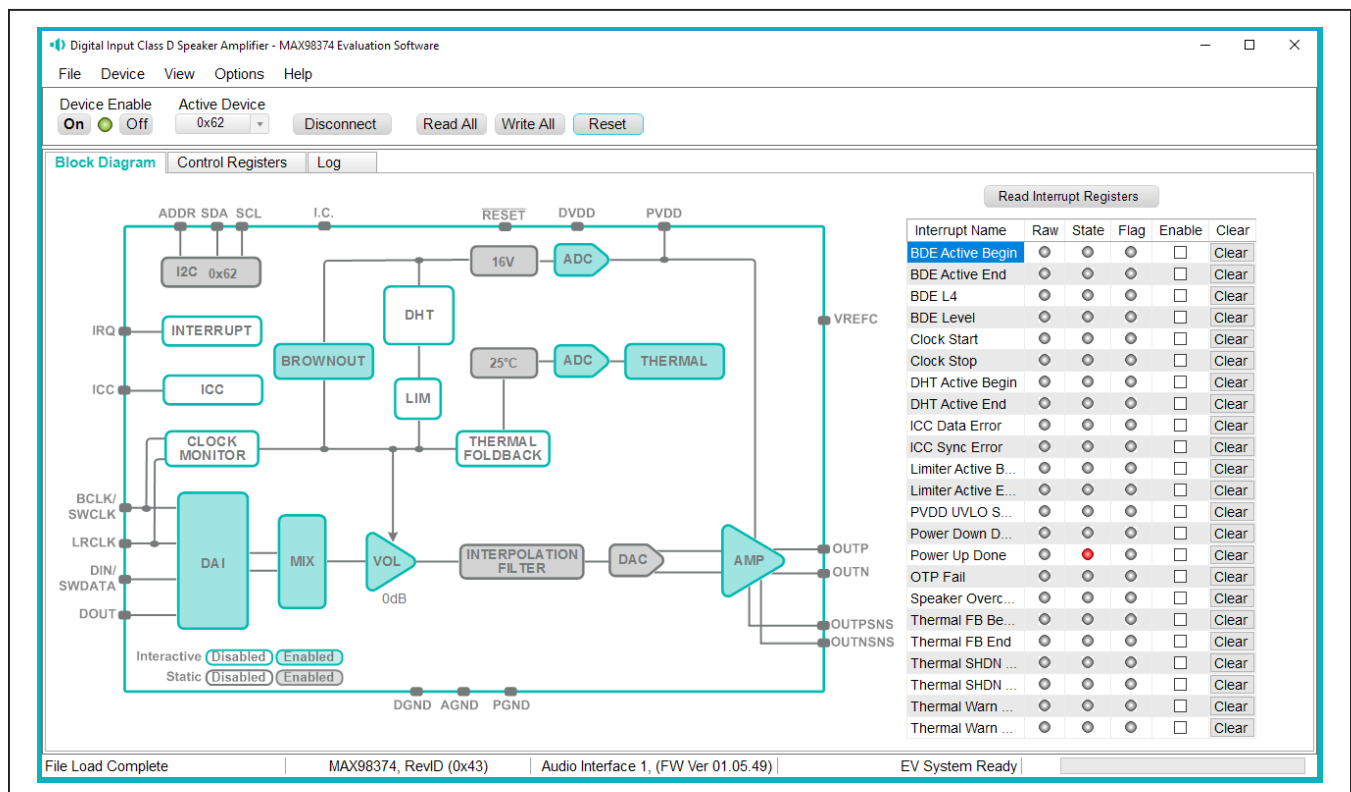 Digital Input Class D Speaker Amplifier - MAX98374 Evaluation Software
File Device View Options Help
Device Enable Active Device
On Off 0x62 Disconnect Read All Write All Reset
Block Diagram Control Registers Log
Read Interrupt Registers
ADDR SDA SCL I.C. RESET DVDD PVDD
I2C 0x62
16V
ADC
DHT
IRQ
INTERRUPT
VREFC
BROWNOUT
25°C
ADC
THERMAL
ICC
ICC
LIM
CLOCK
MONITOR
THERMAL
FOLDBACK
BCLK/
SWCLK
LRCLK
DIN/
SWDATA
DOUT
DAI
MIX
VOL
0dB
INTERPOLATION
FILTER
DAC
AMP
OUTP
OUTN
OUTPSNS
OUTNSNS
Interactive Disabled Enabled
Static Disabled Enabled
DGND AGND PGND
Interrupt Name Raw State Flag Enable Clear
BDE Active Begin Clear
BDE Active End Clear
BDE L4 Clear
BDE Level Clear
Clock Start Clear
Clock Stop Clear
DHT Active Begin Clear
DHT Active End Clear
ICC Data Error Clear
ICC Sync Error Clear
Limiter Active B... Clear
Limiter Active E... Clear
PVDD UVLO S... Clear
Power Down D... Clear
Power Up Done Clear
OTP Fail Clear
Speaker Overc... Clear
Thermal FB Be... Clear
Thermal FB End Clear
Thermal SHDN ... Clear
Thermal SHDN ... Clear
Thermal Warn ... Clear
Thermal Warn ... Clear
File Load Complete MAX98374, RevID (0x43) Audio Interface 1, (FW Ver 01.05.49) EV System Ready